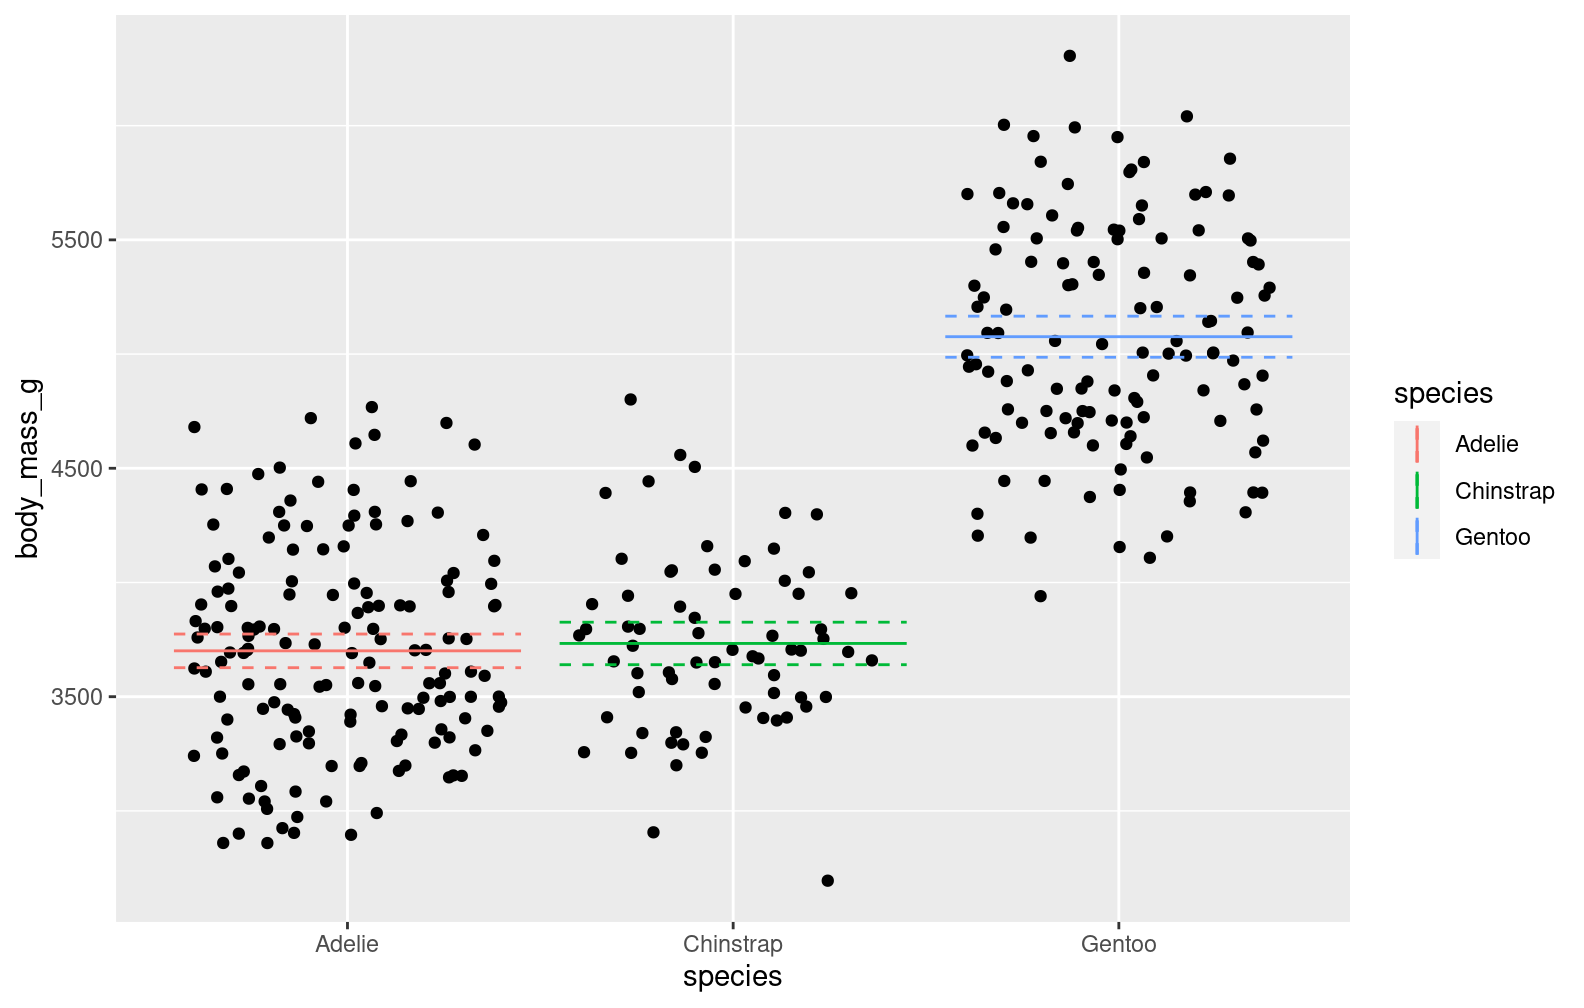 body_mass_g
5500
4500
3500
Adelie
Chinstrap
Gentoo
species
species
Adelie
Chinstrap
Gentoo